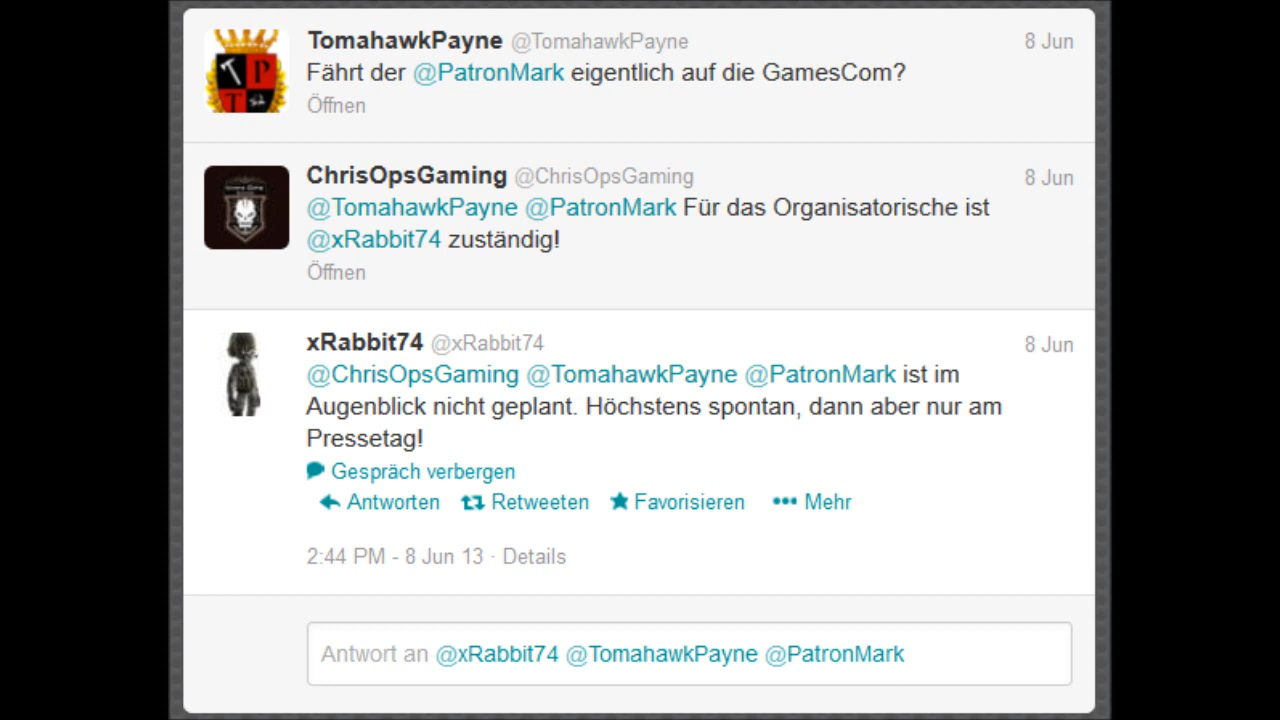 TomahawkPayne @TomahawkPayne 8 Jun
Fährt der @PatronMark eigentlich auf die GamesCom?
Öffnen
ChrisOpsGaming @ChrisOpsGaming 8 Jun
@TomahawkPayne @PatronMark Für das Organisatorische ist
@xRabbit74 zuständig!
Öffnen
xRabbit74 @xRabbit74 8 Jun
@ChrisOpsGaming @TomahawkPayne @PatronMark ist im
Augenblick nicht geplant. Höchstens spontan, dann aber nur am
Pressetag!
Gespräch verbergen
Antworten Retweeten Favorisieren Mehr
2:44 PM - 8 Jun 13 · Details
Antwort an @xRabbit74 @TomahawkPayne @PatronMark